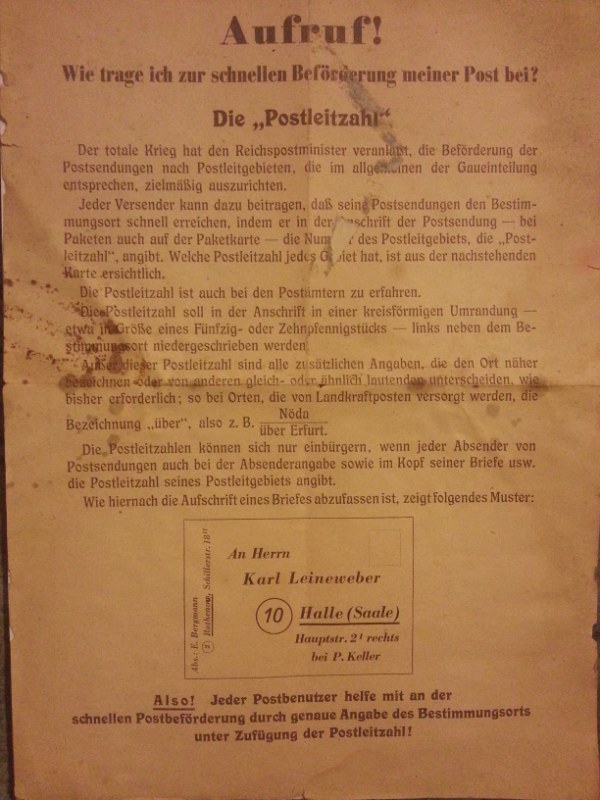 Aufruf!
Wie trage ich zur schnellen Beförderung meiner Post bei?
Die „Postleitzahl“
Der totale Krieg hat den Reichspostminister veranlaßt, die Beförderung der
Postsendungen nach Postleitgebieten, die im allgemeinen der Gaueinteilung
entsprechen, zielmäßig auszurichten.
Jeder Versender kann dazu beitragen, daß seine Postsendungen den Bestim-
mungsort schnell erreichen, indem er in der Anschrift der Postsendung — bei
Paketen auch auf der Paketkarte — die des Postleitgebiets, die „Post-
leitzahl“, angibt. Welche Postleitzahl jedes Gebiet hat, ist aus der nachstehenden
Karte ersichtlich.
Die Postleitzahl ist auch bei den Postämtern zu erfahren.
Die Postleitzahl soll in der Anschrift in einer kreisförmigen Umrandung —
etwa in Größe eines Fünfzig- oder Zehnpfennigstücks — links neben dem Be-
stimmungsort niedergeschrieben werden
Außer dieser Postleitzahl sind alle zusätzlichen Angaben, die den Ort näher
bezeichnen oder von anderen gleich- oder ähnlich lautenden unterscheiden, wie
bisher erforderlich; so bei Orten, die von Landkraftposten versorgt werden, die
Bezeichnung „über“, also z. B. Nöda
über Erfurt.
Die Postleitzahlen können sich nur einbürgern, wenn jeder Absender von
Postsendungen auch bei der Absenderangabe sowie im Kopf seiner Briefe usw.
die Postleitzahl seines Postleitgebiets angibt.
Wie hiernach die Aufschrift eines Briefes abzufassen ist, zeigt folgendes Muster:
Abs.: E. Bergmann
② Rathenow, Schillerstr. 18 II
An Herrn
Karl Leineweber
10 Halle (Saale)
Hauptstr. 2 I rechts
bei P. Keller
Also! Jeder Postbenutzer helfe mit an der
schnellen Postbeförderung durch genaue Angabe des Bestimmungsorts
unter Zufügung der Postleitzahl!